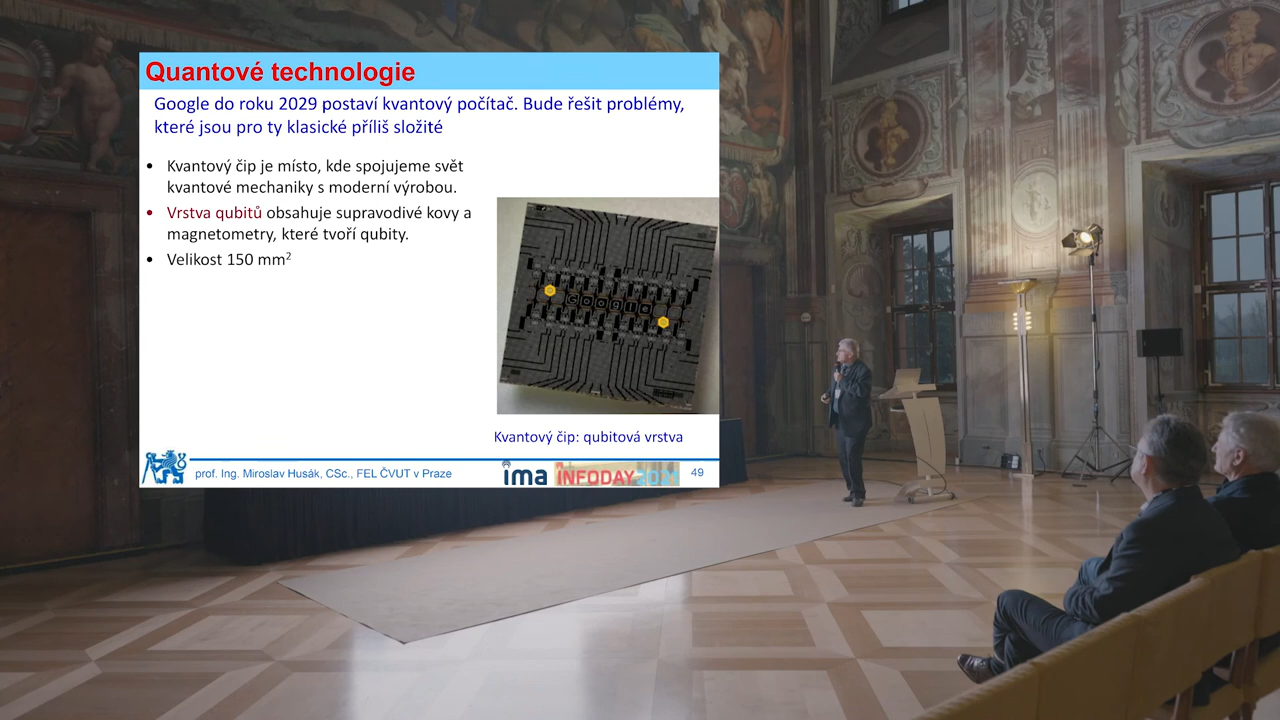 Quantové technologie
Google do roku 2029 postaví kvantový počítač. Bude řešit problémy,
které jsou pro ty klasické příliš složité
• Kvantový čip je místo, kde spojujeme svět
kvantové mechaniky s moderní výrobou.
• Vrstva qubitů obsahuje supravodivé kovy a
magnetometry, které tvoří qubity.
• Velikost 150 mm²
Google
Kvantový čip: qubitová vrstva
prof. Ing. Miroslav Husák, CSc., FEL ČVUT v Praze
ima
INFODAY2021
49